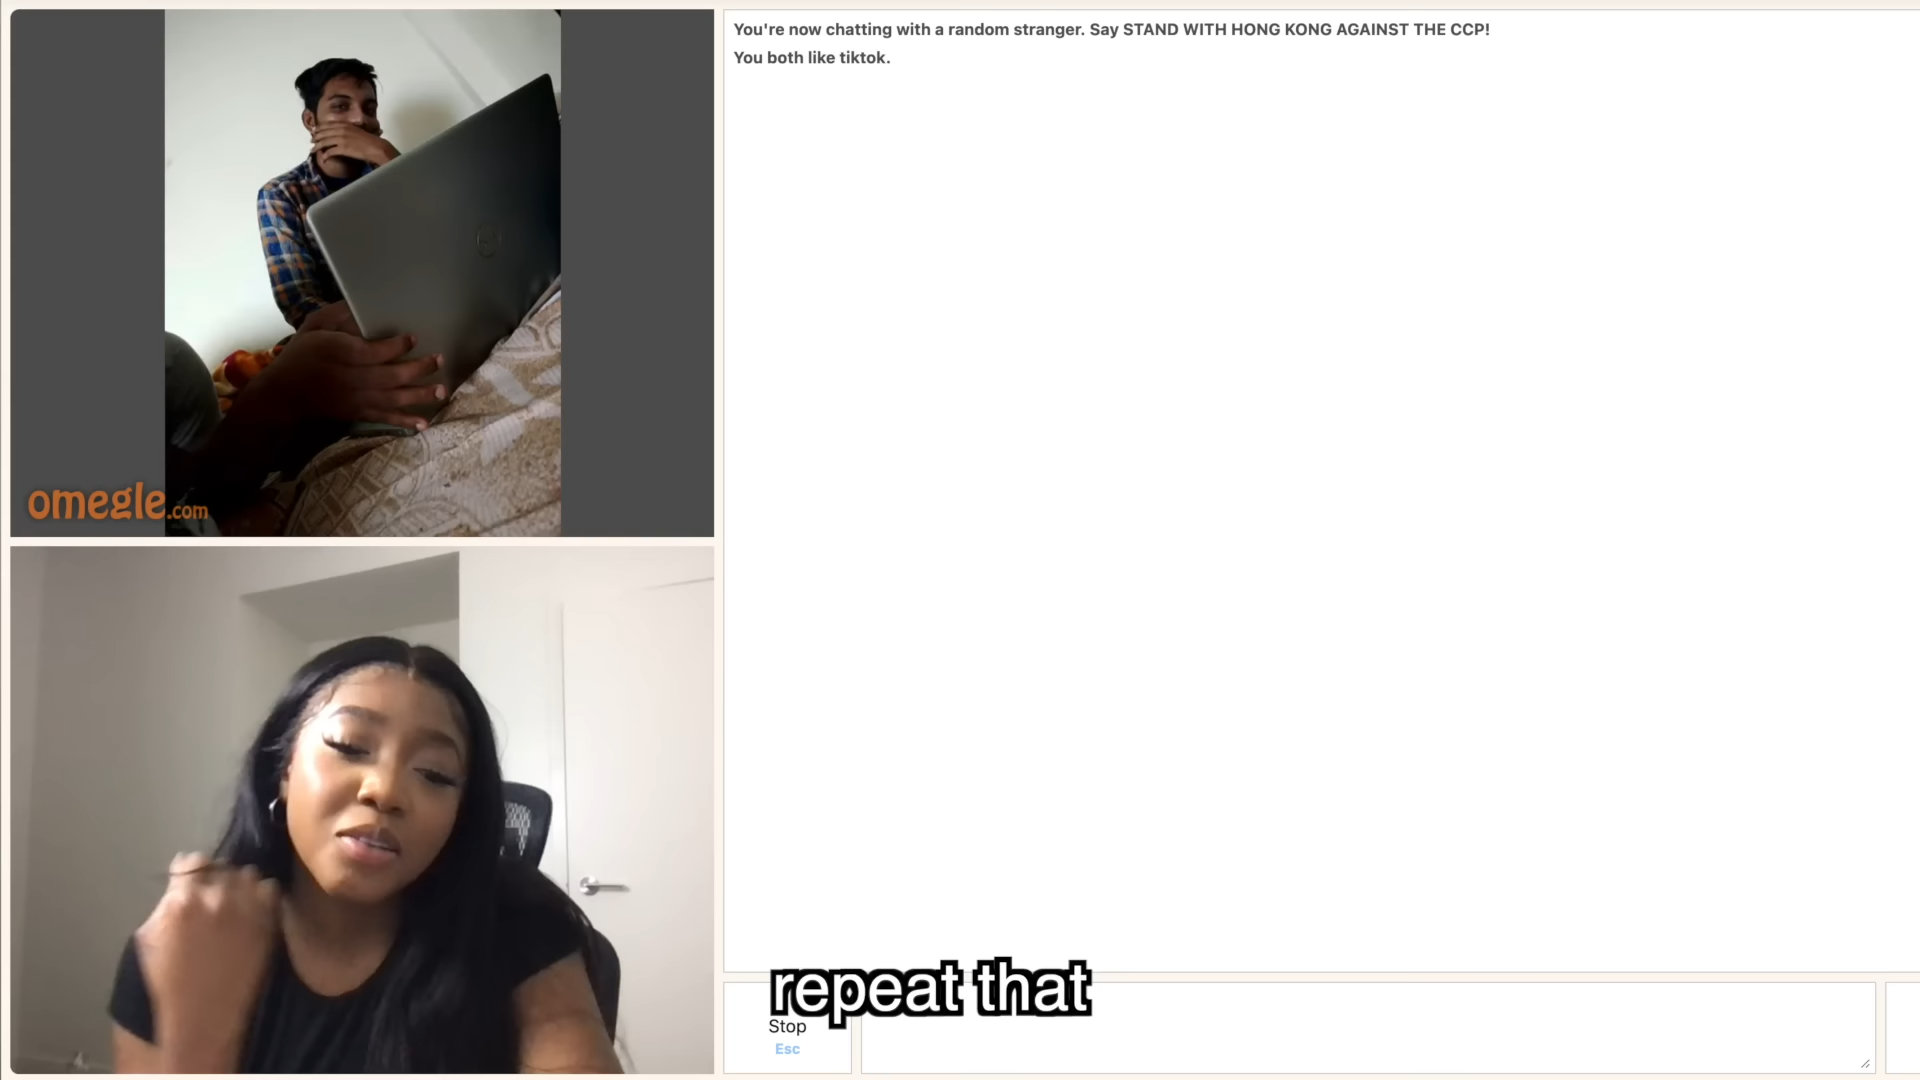 You're now chatting with a random stranger. Say STAND WITH HONG KONG AGAINST THE CCP!
You both like tiktok.
omegle.com
repeat that
Stop
Esc